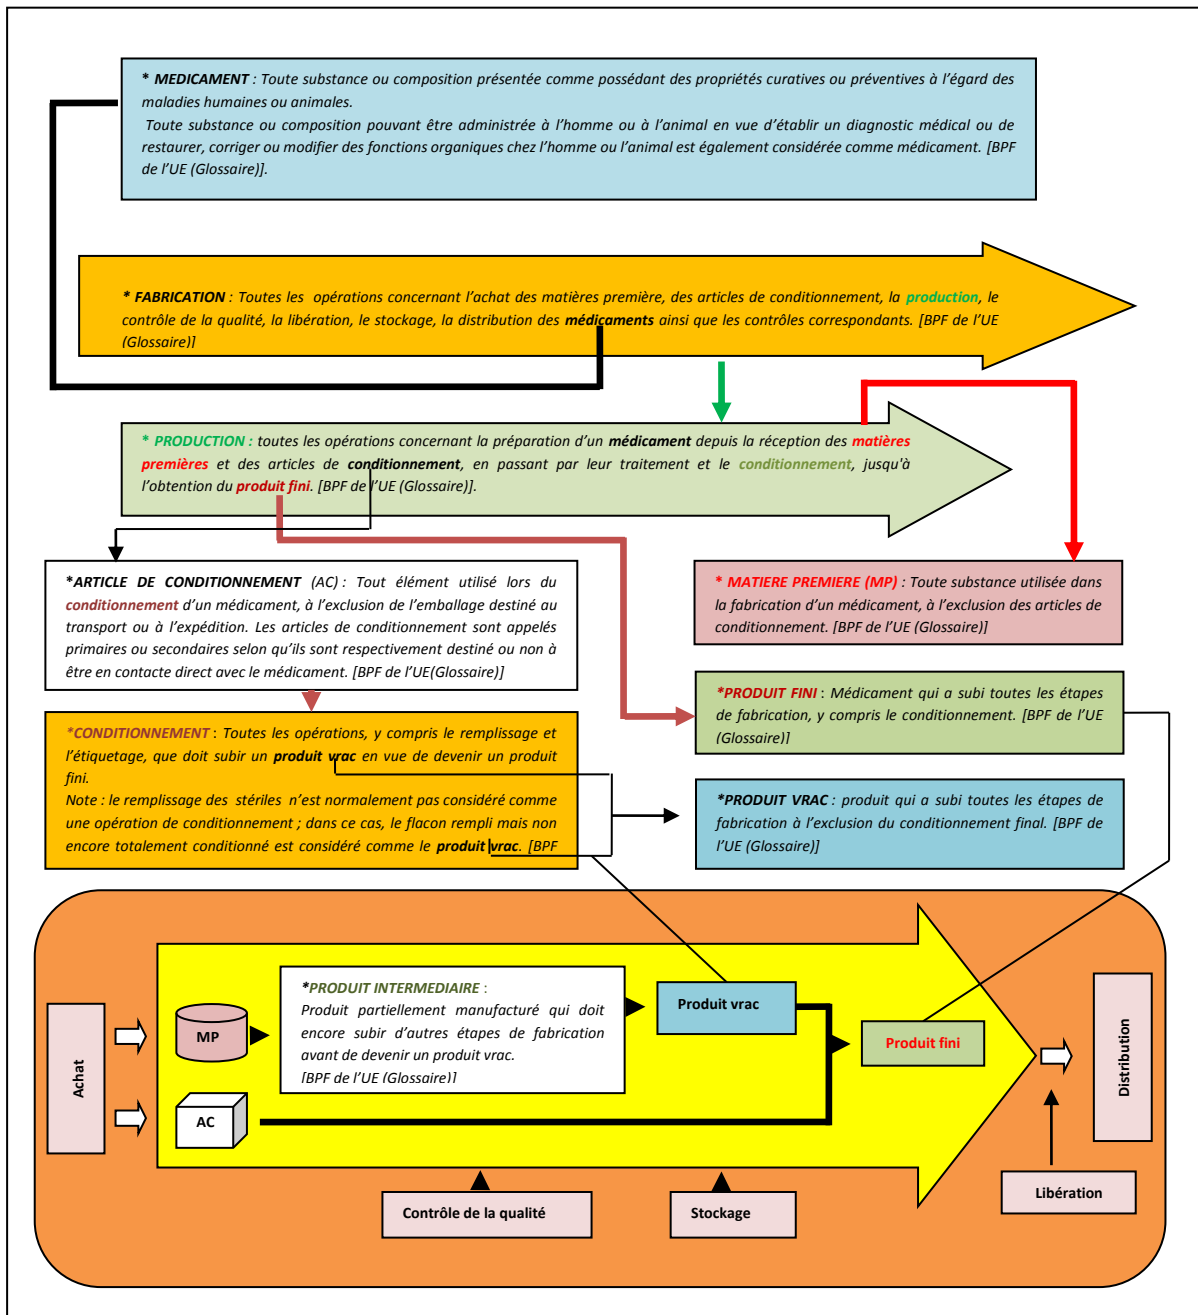 * MEDICAMENT : Toute substance ou composition présentée comme possédant des propriétés curatives ou préventives à l'égard des
maladies humaines ou animales.
Toute substance ou composition pouvant être administrée à l'homme ou à l'animal en vue d'établir un diagnostic médical ou de
restaurer, corriger ou modifier des fonctions organiques chez l'homme ou l'animal est également considérée comme médicament. [BPF
de l'UE (Glossaire)].
* FABRICATION : Toutes les opérations concernant l'achat des matières première, des articles de conditionnement, la production, le
contrôle de la qualité, la libération, le stockage, la distribution des médicaments ainsi que les contrôles correspondants. [BPF de l'UE
(Glossaire)]
* PRODUCTION : toutes les opérations concernant la préparation d'un médicament depuis la réception des matières
premières et des articles de conditionnement, en passant par leur traitement et le conditionnement, jusqu'à
l'obtention du produit fini. [BPF de l'UE (Glossaire)].
*ARTICLE DE CONDITIONNEMENT (AC) : Tout élément utilisé lors du
conditionnement d'un médicament, à l'exclusion de l'emballage destiné au
transport ou à l'expédition. Les articles de conditionnement sont appelés
primaires ou secondaires selon qu'ils sont respectivement destiné ou non à
être en contacte direct avec le médicament. [BPF de l'UE(Glossaire)]
* MATIERE PREMIERE (MP) : Toute substance utilisée dans
la fabrication d'un médicament, à l'exclusion des articles de
conditionnement. [BPF de l'UE (Glossaire)]
*PRODUIT FINI : Médicament qui a subi toutes les étapes
de fabrication, y compris le conditionnement. [BPF de l'UE
(Glossaire)]
*CONDITIONNEMENT : Toutes les opérations, y compris le remplissage et
l'étiquetage, que doit subir un produit vrac en vue de devenir un produit
fini.
Note : le remplissage des stériles n'est normalement pas considéré comme
une opération de conditionnement ; dans ce cas, le flacon rempli mais non
encore totalement conditionné est considéré comme le produit vrac. [BPF
*PRODUIT VRAC : produit qui a subi toutes les étapes de
fabrication à l'exclusion du conditionnement final. [BPF de
l'UE (Glossaire)]
*PRODUIT INTERMEDIAIRE :
Produit partiellement manufacturé qui doit
encore subir d'autres étapes de fabrication
avant de devenir un produit vrac.
[BPF de l'UE (Glossaire)]
Achat
MP
AC
Produit vrac
Produit fini
Distribution
Contrôle de la qualité
Stockage
Libération